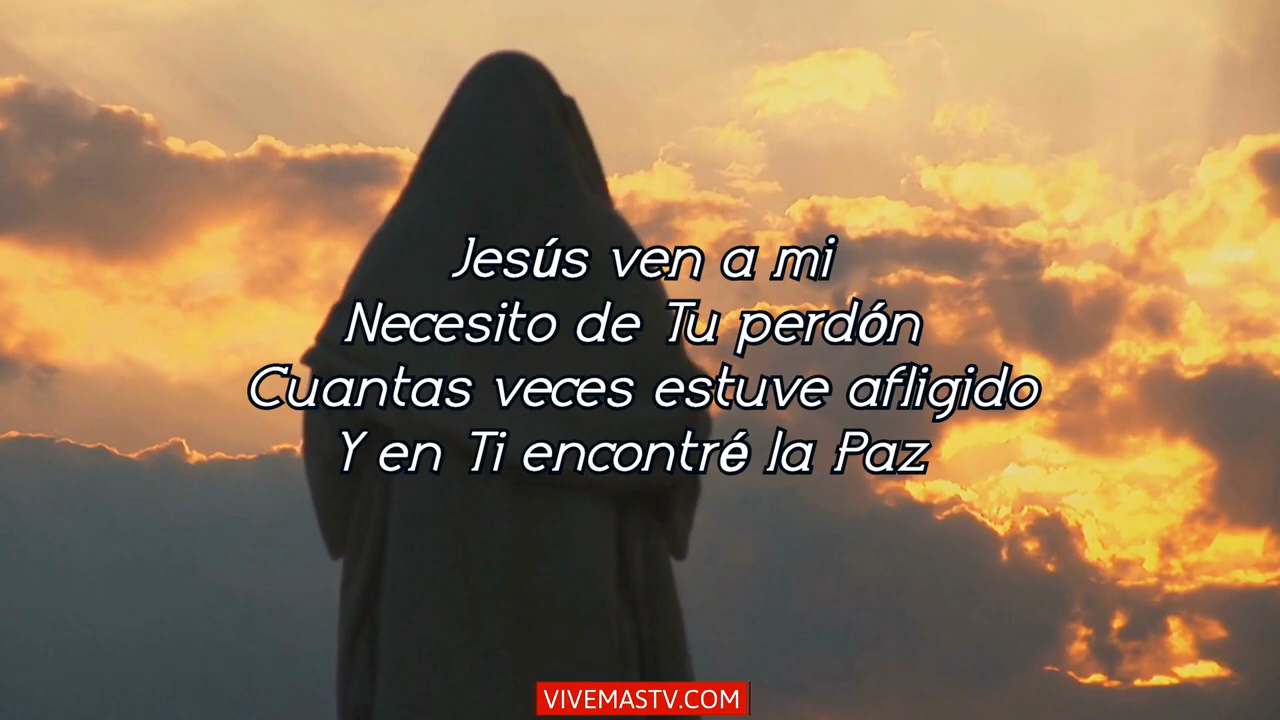 Jesús ven a mi
Necesito de Tu perdón
Cuantas veces estuve afligido
Y en Ti encontré la Paz
VIVEMASTV.COM